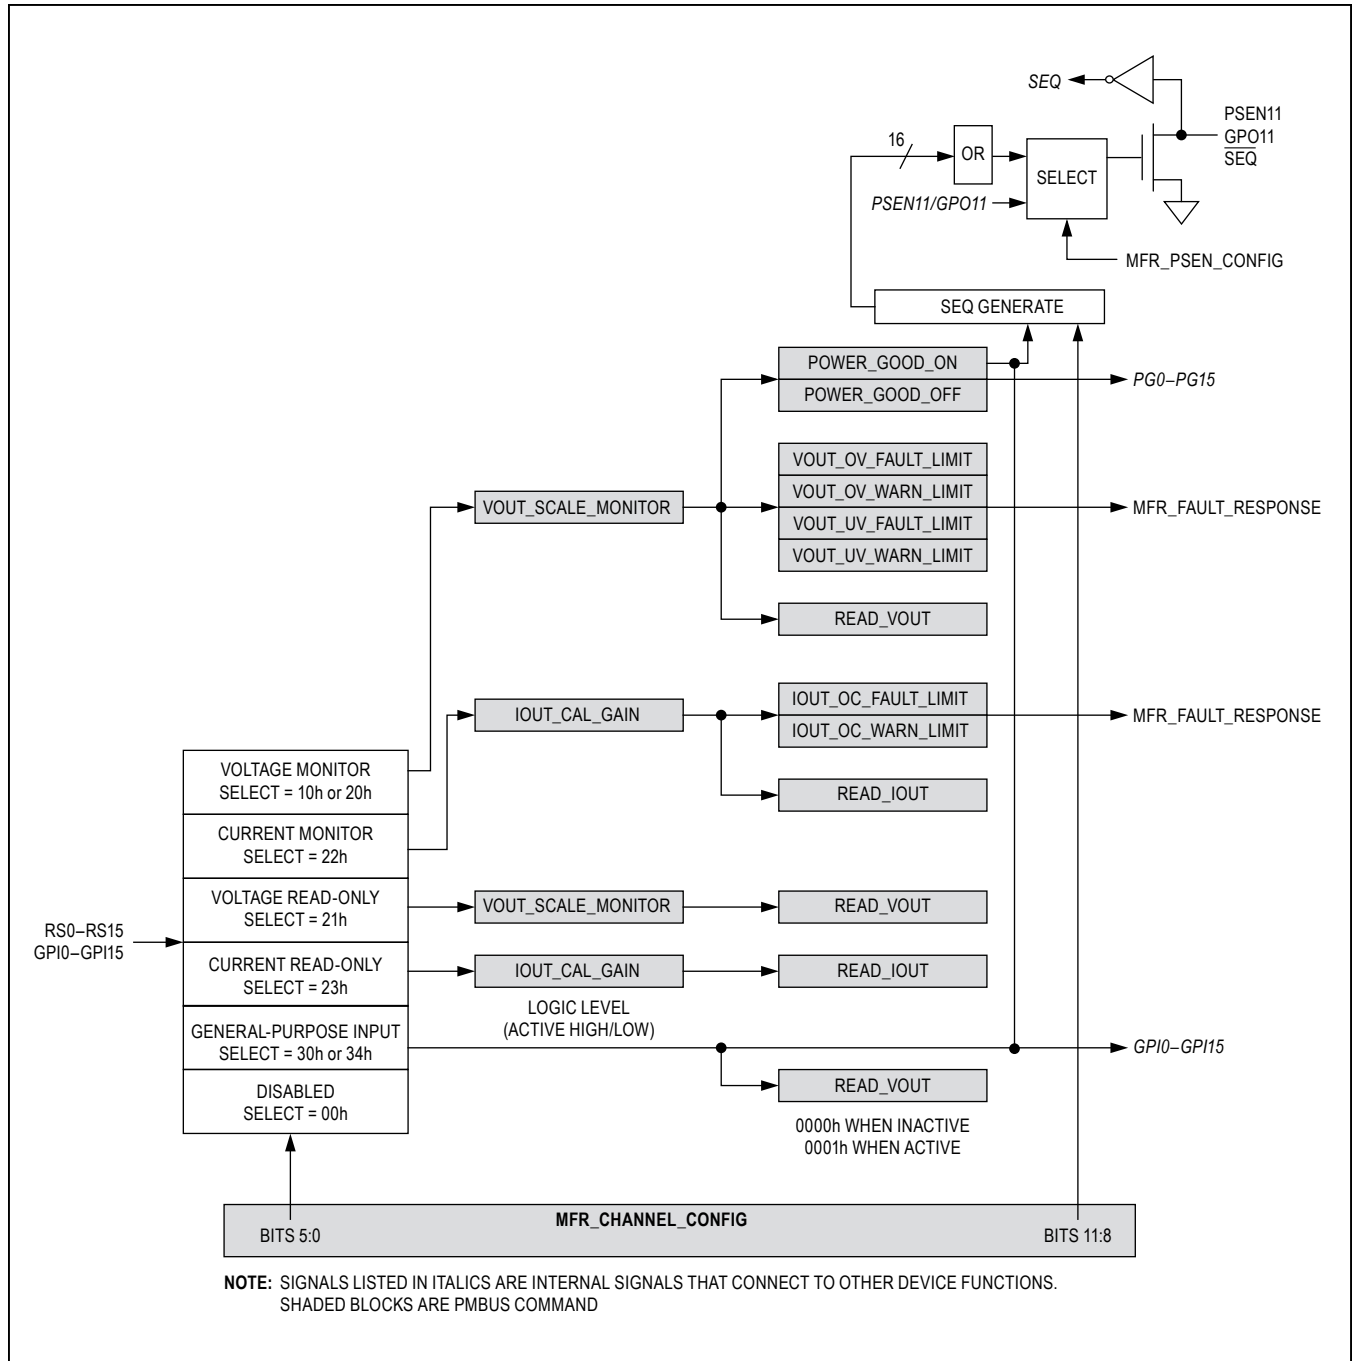 SEQ
PSEN11
GPO11
SEQ
16
OR
SELECT
PSEN11/GPO11
MFR_PSEN_CONFIG
SEQ GENERATE
POWER_GOOD_ON
POWER_GOOD_OFF
PG0–PG15
VOUT_OV_FAULT_LIMIT
VOUT_OV_WARN_LIMIT
VOUT_UV_FAULT_LIMIT
VOUT_UV_WARN_LIMIT
VOUT_SCALE_MONITOR
MFR_FAULT_RESPONSE
READ_VOUT
IOUT_CAL_GAIN
IOUT_OC_FAULT_LIMIT
IOUT_OC_WARN_LIMIT
MFR_FAULT_RESPONSE
READ_IOUT
VOLTAGE MONITOR
SELECT = 10h or 20h
CURRENT MONITOR
SELECT = 22h
VOLTAGE READ-ONLY
SELECT = 21h
VOUT_SCALE_MONITOR
READ_VOUT
RS0–RS15
GPI0–GPI15
CURRENT READ-ONLY
SELECT = 23h
IOUT_CAL_GAIN
READ_IOUT
LOGIC LEVEL
(ACTIVE HIGH/LOW)
GENERAL-PURPOSE INPUT
SELECT = 30h or 34h
GPI0–GPI15
READ_VOUT
DISABLED
SELECT = 00h
0000h WHEN INACTIVE
0001h WHEN ACTIVE
MFR_CHANNEL_CONFIG
BITS 5:0
BITS 11:8
NOTE: SIGNALS LISTED IN ITALICS ARE INTERNAL SIGNALS THAT CONNECT TO OTHER DEVICE FUNCTIONS.
SHADED BLOCKS ARE PMBUS COMMAND